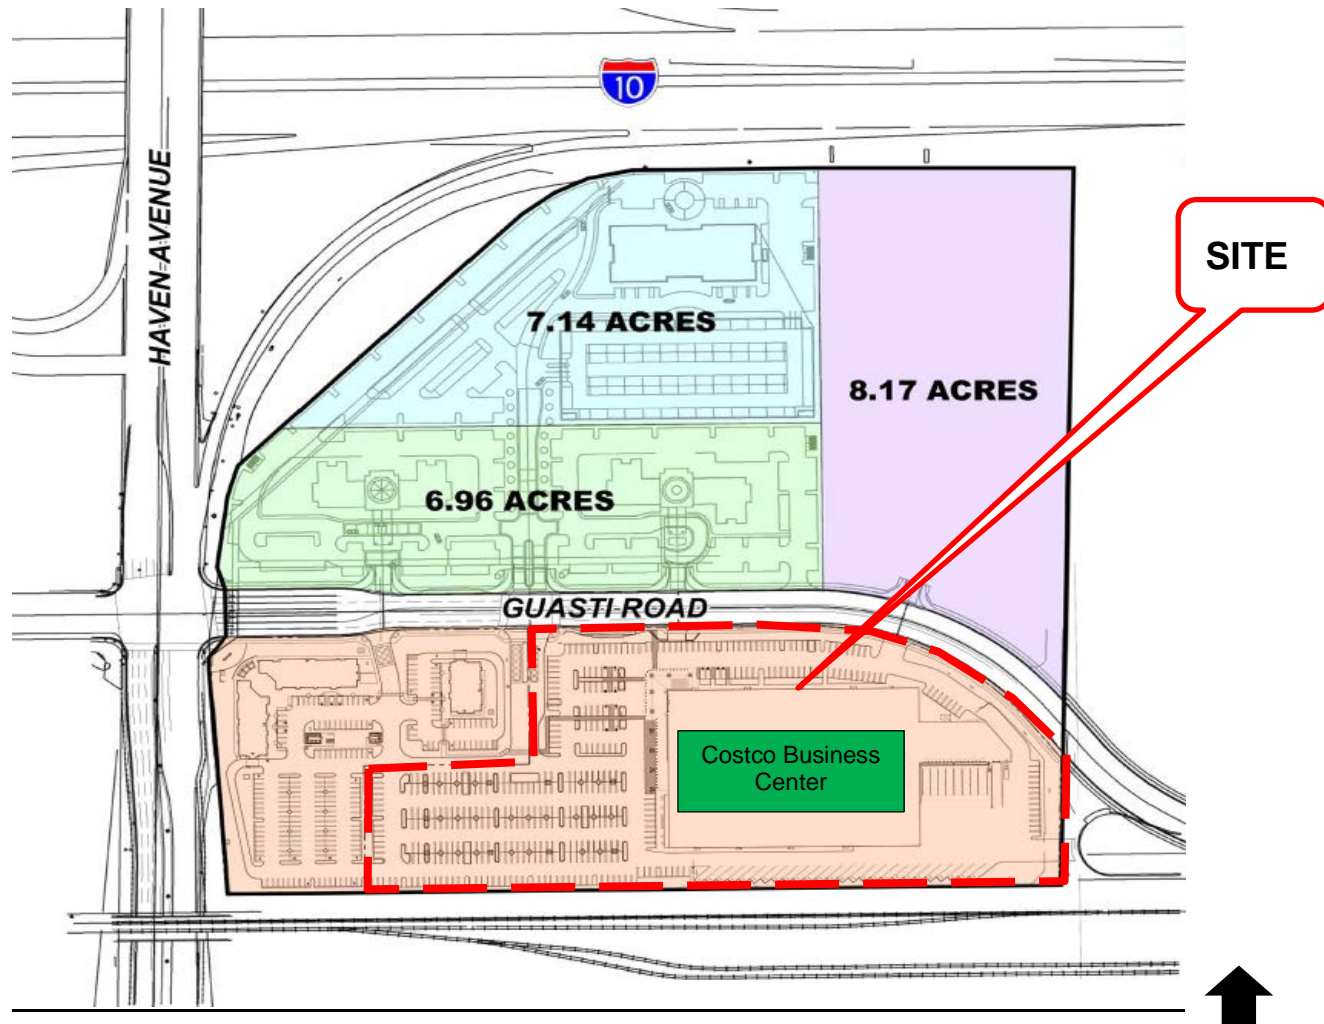 10
HAVEN AVENUE
SITE
7.14 ACRES
8.17 ACRES
6.96 ACRES
GUASTI ROAD
Costco Business
Center